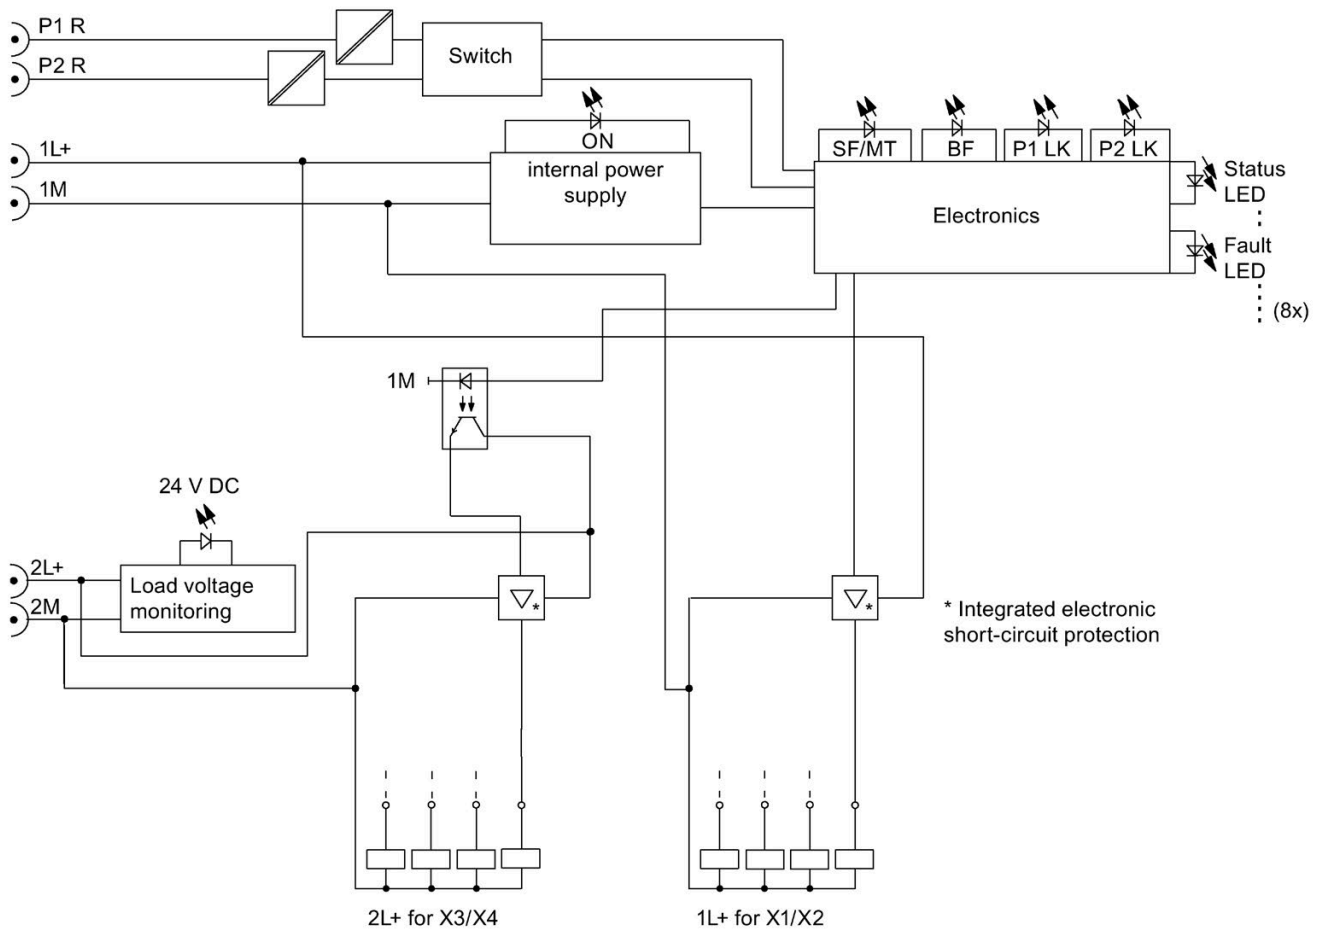 P1 R
P2 R
Switch
1L+
1M
ON
internal power
supply
SF/MT
BF
P1 LK
P2 LK
Electronics
Status
LED
Fault
LED
(8x)
1M
24 V DC
2L+
2M
Load voltage
monitoring
*
*
* Integrated electronic
short-circuit protection
2L+ for X3/X4
1L+ for X1/X2